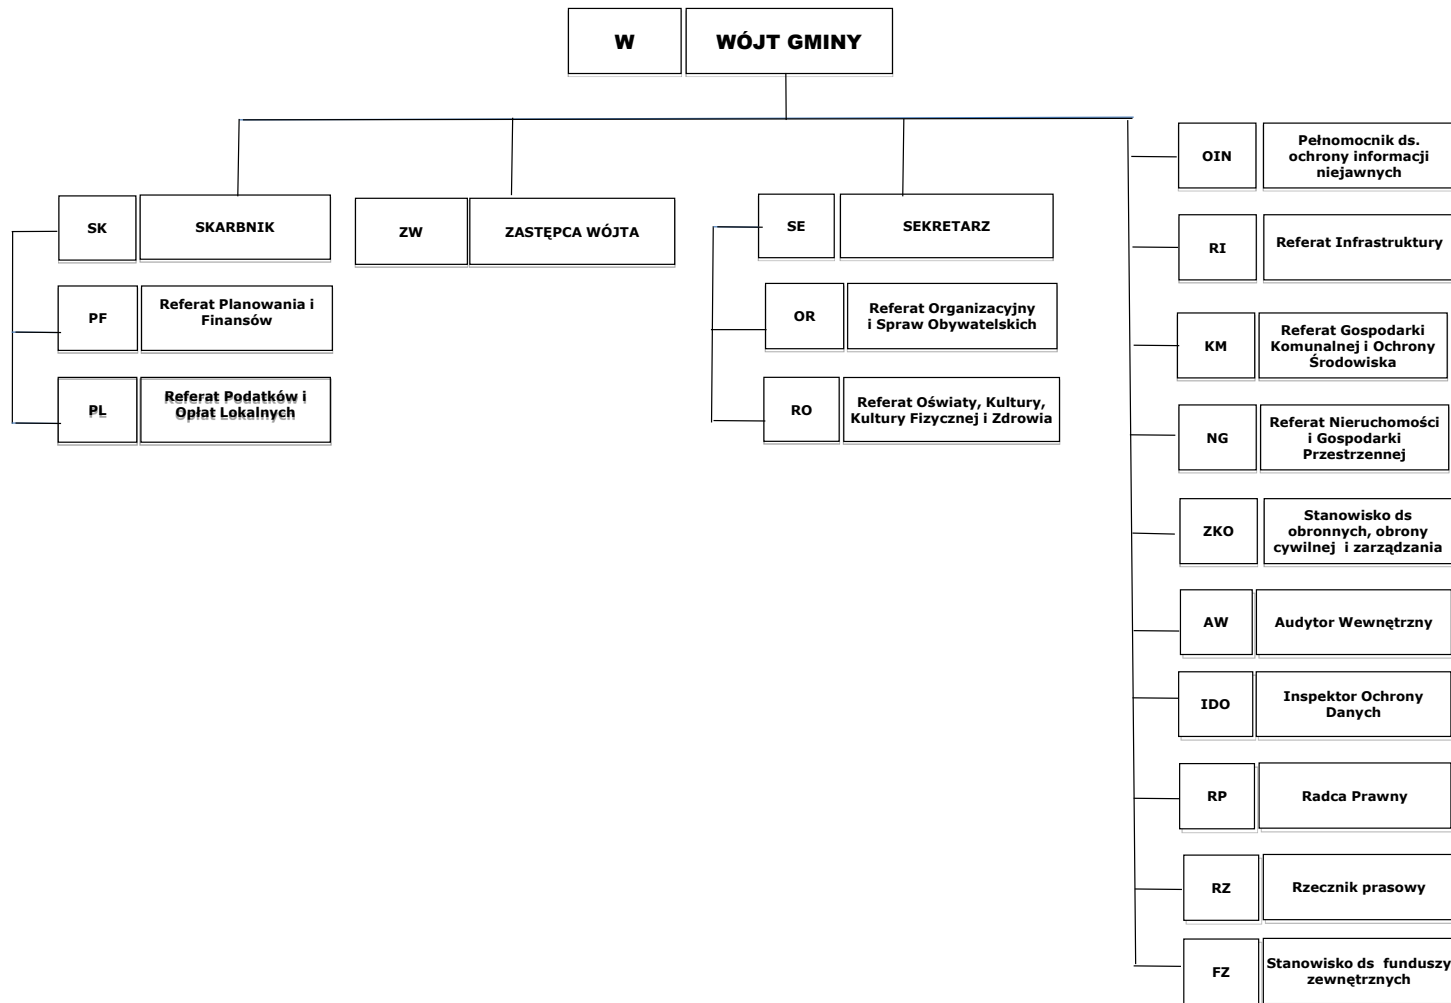 W
WÓJT GMINY
SK
SKARBNIK
PF
Referat Planowania i
Finansów
PL
Referat Podatków i
Opłat Lokalnych
ZW
ZASTĘPCA WÓJTA
SE
SEKRETARZ
OR
Referat Organizacyjny
i Spraw Obywatelskich
RO
Referat Oświaty, Kultury,
Kultury Fizycznej i Zdrowia
OIN
Pełnomocnik ds.
ochrony informacji
niejawnych
RI
Referat Infrastruktury
KM
Referat Gospodarki
Komunalnej i Ochrony
Środowiska
NG
Referat Nieruchomości
i Gospodarki
Przestrzennej
ZKO
Stanowisko ds
obronnych, obrony
cywilnej i zarządzania
AW
Audytor Wewnętrzny
IDO
Inspektor Ochrony
Danych
RP
Radca Prawny
RZ
Rzecznik prasowy
FZ
Stanowisko ds funduszy
zewnętrznych